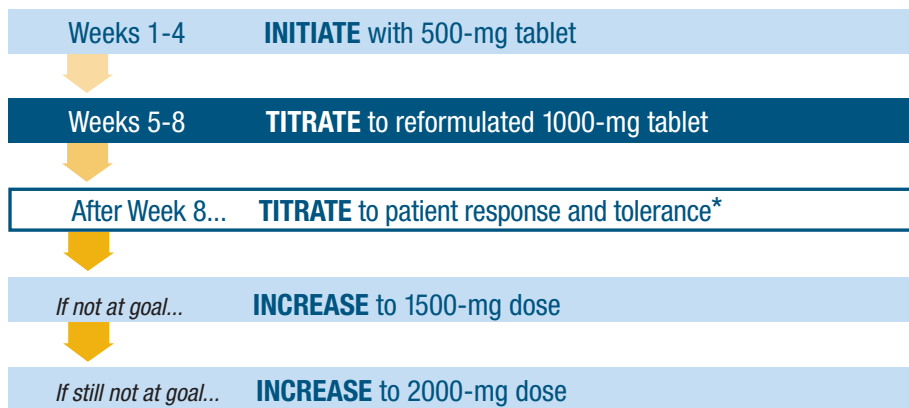 Weeks 1-4 INITIATE with 500-mg tablet
Weeks 5-8 TITRATE to reformulated 1000-mg tablet
After Week 8... TITRATE to patient response and tolerance*
If not at goal... INCREASE to 1500-mg dose
If still not at goal... INCREASE to 2000-mg dose